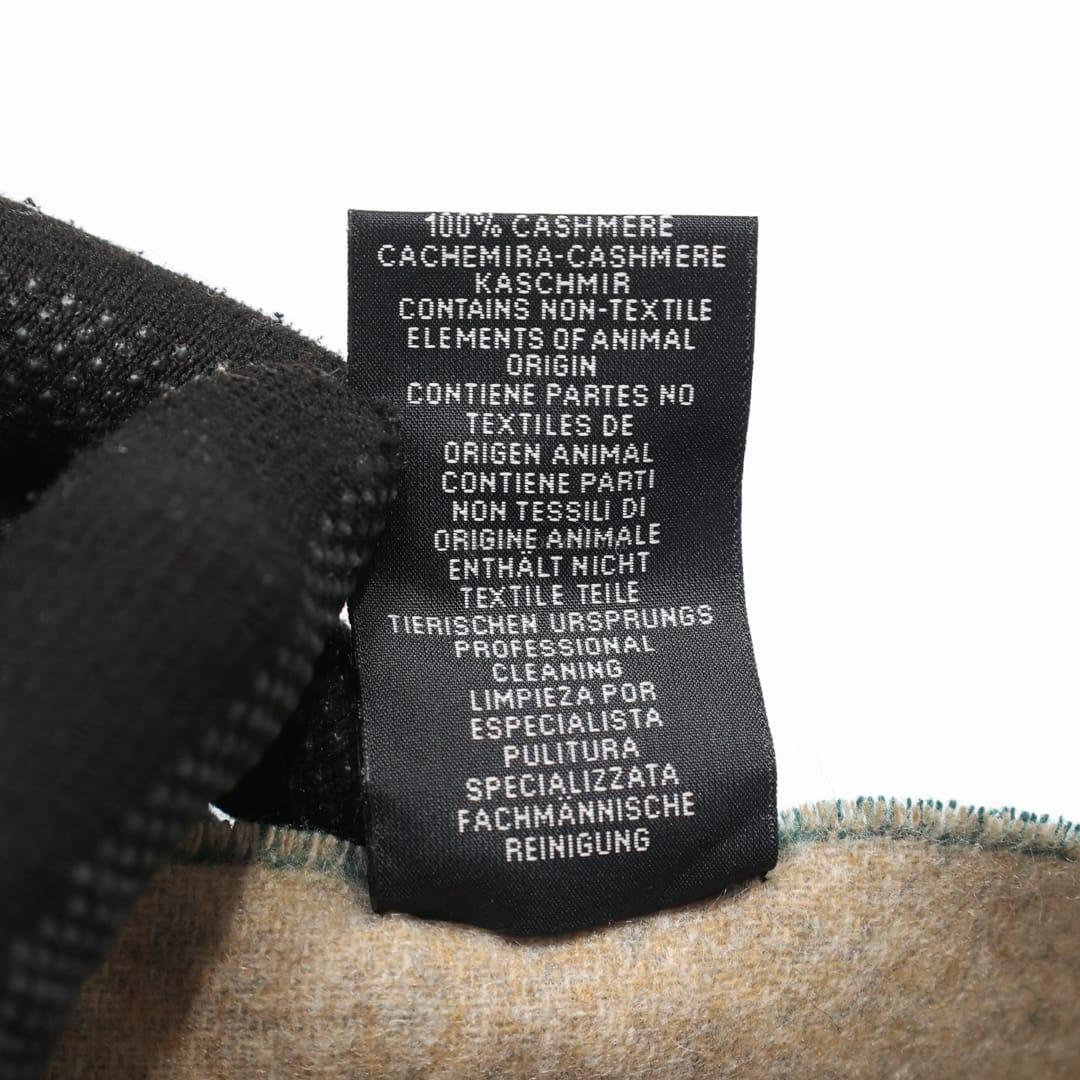 100% CASHMERE
CACHEMIRA-CASHMERE
KASCHMIR
CONTAINS NON-TEXTILE
ELEMENTS OF ANIMAL
ORIGIN
CONTIENE PARTES NO
TEXTILES DE
ORIGEN ANIMAL
CONTIENE PARTI
NON TESSILI DI
ORIGINE ANIMALE
ENTHÄLT NICHT
TEXTILE TEILE
TIERISCHEN URSPRUNGS
PROFESSIONAL
CLEANING
LIMPIEZA POR
ESPECIALISTA
PULITURA
SPECIALIZZATA
FACHMÄNNISCHE
REINIGUNG